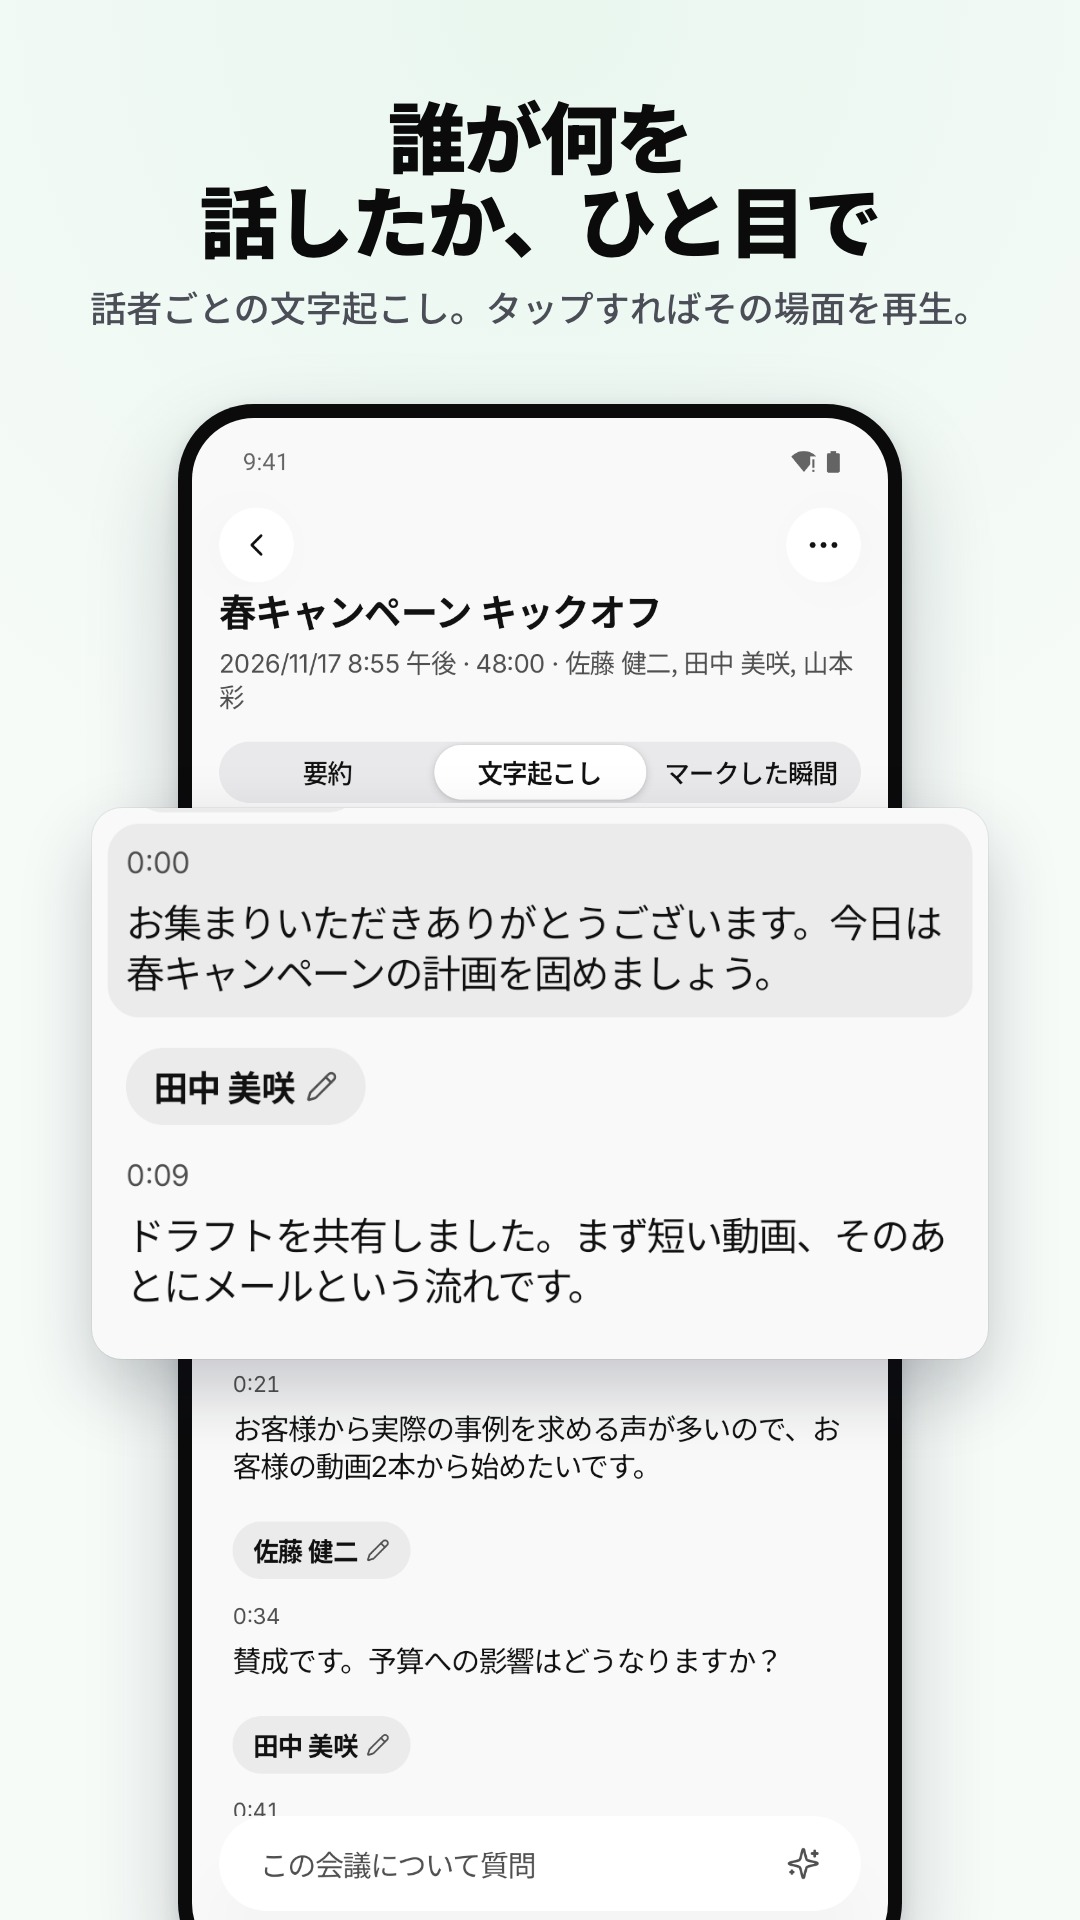 誰が何を
話したか、ひと目で
話者ごとの文字起こし。タップすればその場面を再生。
9:41
春キャンペーン キックオフ
2026/11/17 8:55 午後 · 48:00 · 佐藤 健二, 田中 美咲, 山本
彩
要約 文字起こし マークした瞬間
0:00
お集まりいただきありがとうございます。今日は
春キャンペーンの計画を固めましょう。
田中 美咲
0:09
ドラフトを共有しました。まず短い動画、そのあ
とにメールという流れです。
0:21
お客様から実際の事例を求める声が多いので、お
客様の動画2本から始めたいです。
佐藤 健二
0:34
賛成です。予算への影響はどうなりますか？
田中 美咲
0:41
この会議について質問